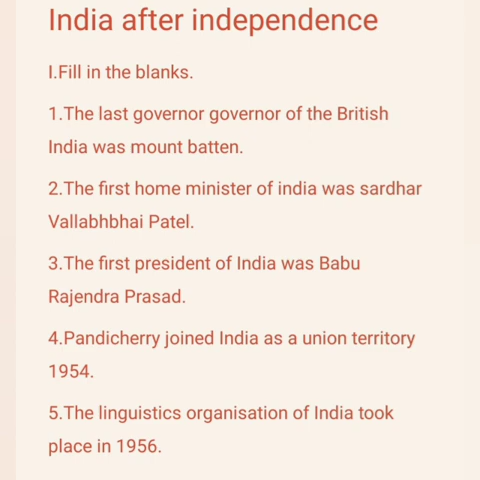 India after independence
I.Fill in the blanks.
1.The last governor governor of the British
India was mount batten.
2.The first home minister of india was sardhar
Vallabhbhai Patel.
3.The first president of India was Babu
Rajendra Prasad.
4.Pandicherry joined India as a union territory
1954.
5.The linguistics organisation of India took
place in 1956.